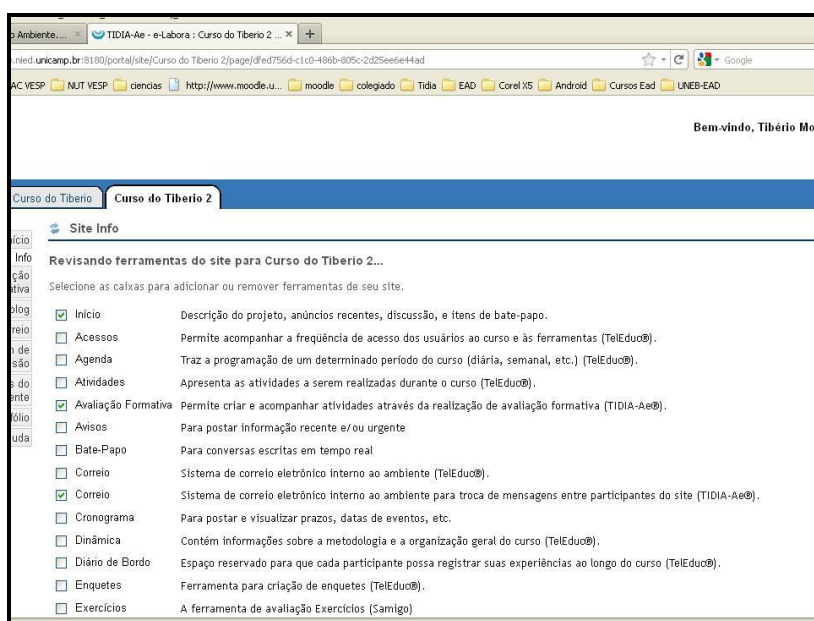 Ambiente....
TIDIA-Ae - e-Labora : Curso do Tiberio 2 ...
.nied.unicamp.br:8180/portal/site/Curso do Tiberio 2/page/dfed756d-c1c0-486b-805c-2d25ee6e44ad
Google
AC VESP NUT VESP ciencias http://www.moodle.u... moodle colegiado Tidia EAD Corel X5 Android Cursos Ead UNEB-EAD
Bem-vindo, Tibério Mo
Curso do Tiberio
Curso do Tiberio 2
Site Info
ício
Info
ção
ativa
blog
reio
n de
são
s do
ente
fólio
uda
Revisando ferramentas do site para Curso do Tiberio 2...
Selecione as caixas para adicionar ou remover ferramentas de seu site.
Início Descrição do projeto, anúncios recentes, discussão, e itens de bate-papo.
Acessos Permite acompanhar a freqüência de acesso dos usuários ao curso e às ferramentas (TelEduc®).
Agenda Traz a programação de um determinado período do curso (diária, semanal, etc.) (TelEduc®).
Atividades Apresenta as atividades a serem realizadas durante o curso (TelEduc®).
Avaliação Formativa Permite criar e acompanhar atividades através da realização de avaliação formativa (TIDIA-Ae®).
Avisos Para postar informação recente e/ou urgente
Bate-Papo Para conversas escritas em tempo real
Correio Sistema de correio eletrônico interno ao ambiente (TelEduc®).
Correio Sistema de correio eletrônico interno ao ambiente para troca de mensagens entre participantes do site (TIDIA-Ae®).
Cronograma Para postar e visualizar prazos, datas de eventos, etc.
Dinâmica Contém informações sobre a metodologia e a organização geral do curso (TelEduc®).
Diário de Bordo Espaço reservado para que cada participante possa registrar suas experiências ao longo do curso (TelEduc®).
Enquetes Ferramenta para criação de enquetes (TelEduc®).
Exercícios A ferramenta de avaliação Exercícios (Samigo)